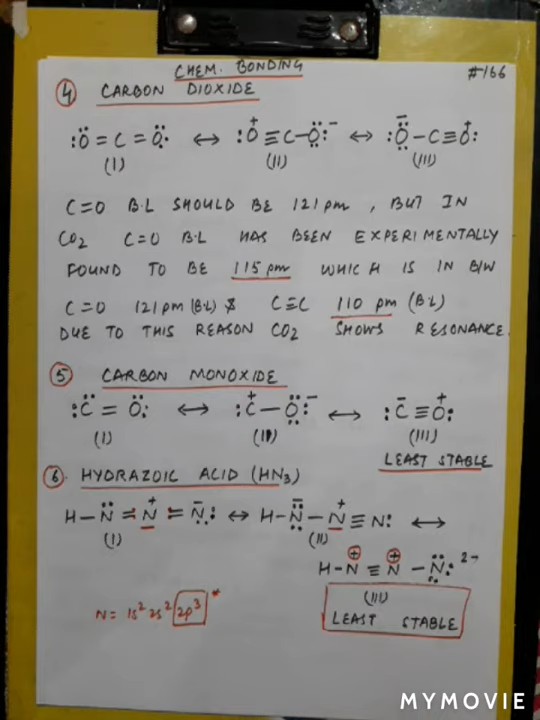 CHEM. BONDING #166
④ CARBON DIOXIDE
:Ö = C = Ö: ↔ :O⁺ ≡ C – Ö:⁻ ↔ :Ö⁻ – C ≡ O⁺:
(I) (II) (III)
C=O B.L SHOULD BE 121 pm, BUT IN
CO2 C=O B.L HAS BEEN EXPERIMENTALLY
FOUND TO BE 115 pm WHICH IS IN B/W
C=O 121 pm (B.L) & C≡C 110 pm (B.L)
DUE TO THIS REASON CO2 SHOWS RESONANCE.
⑤ CARBON MONOXIDE
:C̈ = Ö: ↔ :C⁺ – Ö:⁻ ↔ :C⁻ ≡ O⁺:
(I) (II) (III)
LEAST STABLE
⑥ HYDRAZOIC ACID (HN3)
H – N̈ = N⁺ = N̈:⁻ ↔ H – N̈⁻ – N⁺ ≡ N: ↔
(I) (II)
H – N⊕ ≡ N⊕ – N̈: 2-
(III)
LEAST STABLE
N = 1s² 2s² 2p³ *
MYMOVIE